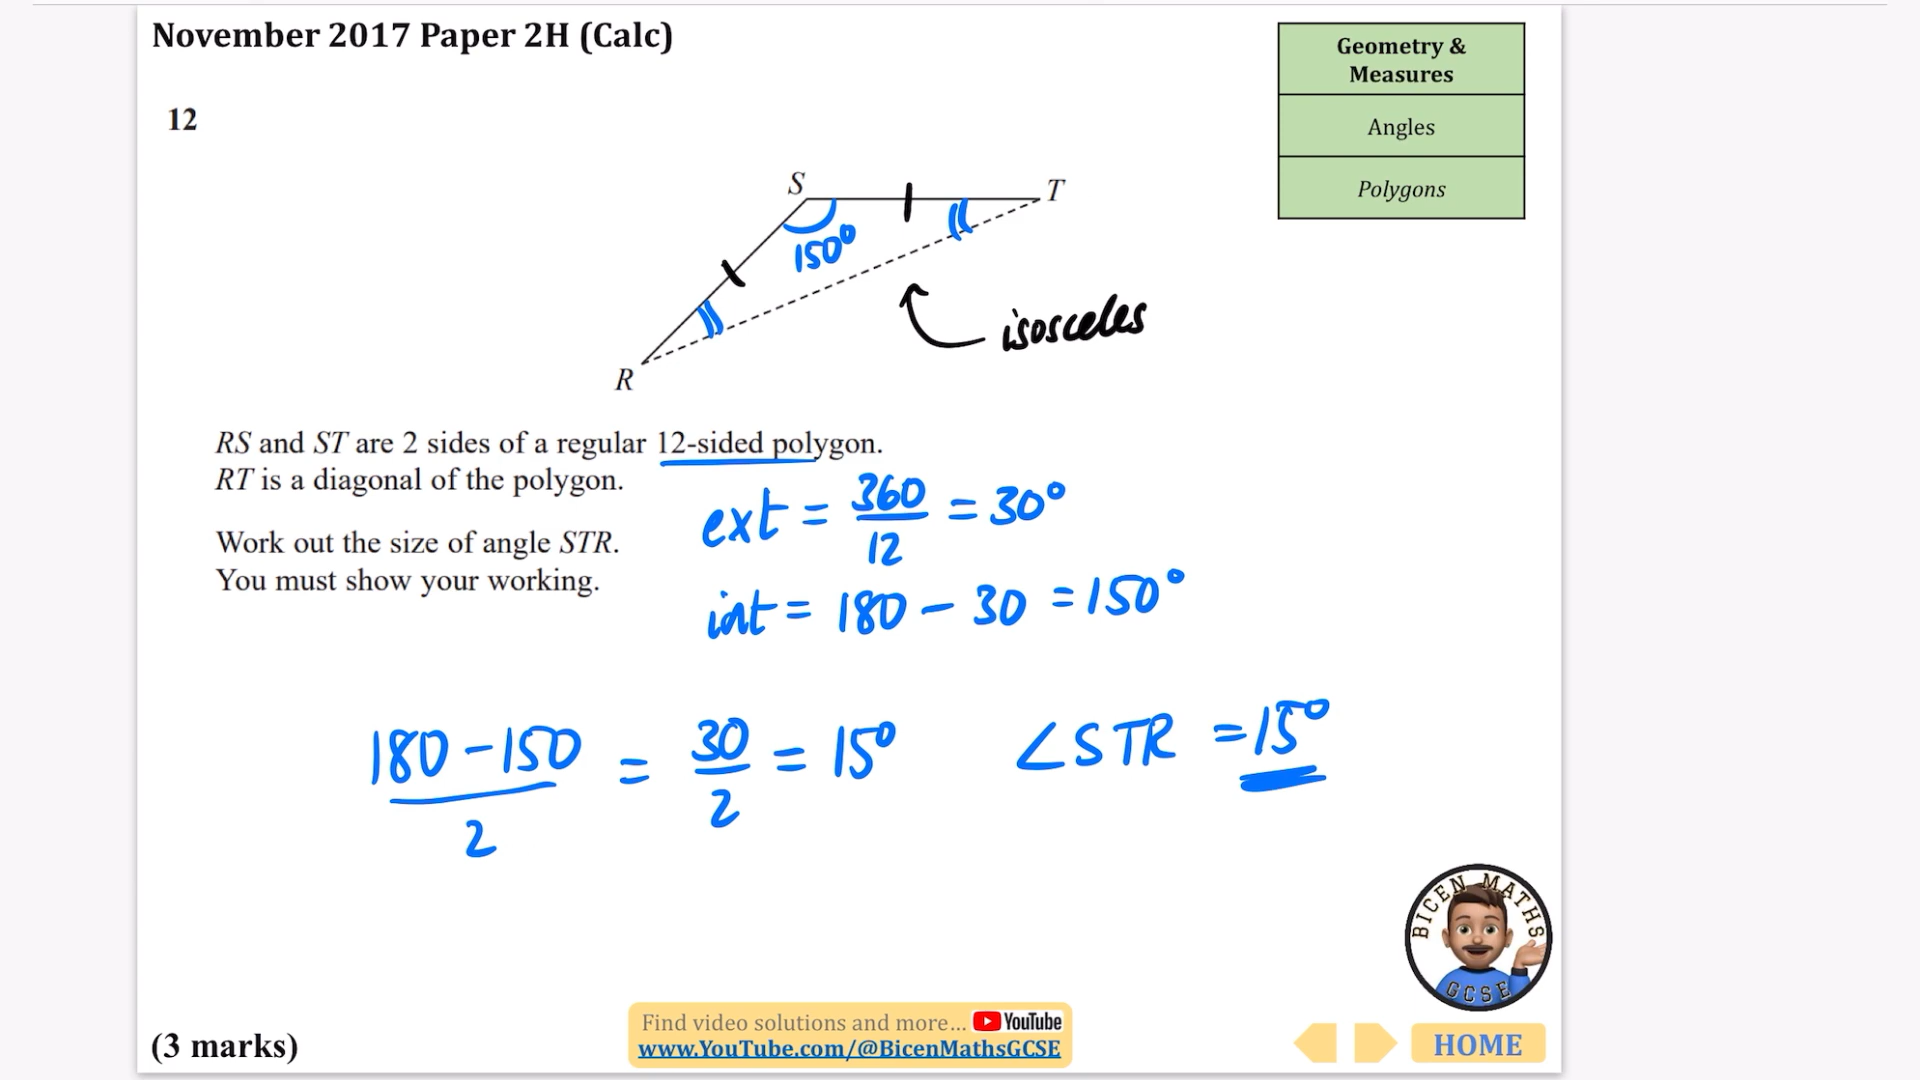 November 2017 Paper 2H (Calc)
Geometry &
Measures
Angles
Polygons
12
S
T
150°
isosceles
R
RS and ST are 2 sides of a regular 12-sided polygon.
RT is a diagonal of the polygon.
Work out the size of angle STR.
You must show your working.
ext = 360/12 = 30°
int = 180 - 30 = 150°
180 - 150 / 2 = 30/2 = 15°
∠STR = 15°
BICEN MATHS
GCSE
(3 marks)
Find video solutions and more... YouTube
www.YouTube.com/@BicenMathsGCSE
HOME